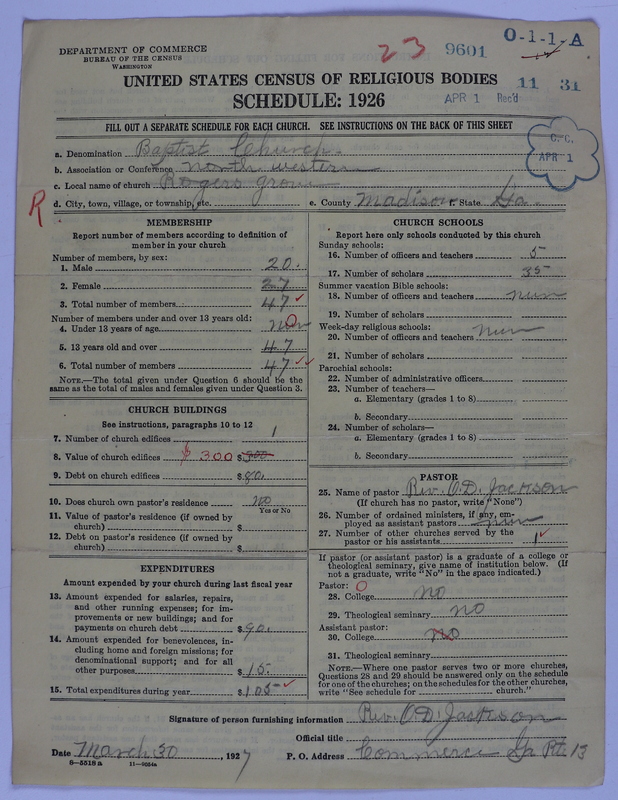 DEPARTMENT OF COMMERCE
BUREAU OF THE CENSUS
WASHINGTON
23 9601 O-1-1-A
UNITED STATES CENSUS OF RELIGIOUS BODIES
11 31
SCHEDULE: 1926
APR 1 Rec'd
FILL OUT A SEPARATE SCHEDULE FOR EACH CHURCH. SEE INSTRUCTIONS ON THE BACK OF THIS SHEET
C.C.
APR 1
a. Denomination Baptist Church
b. Association or Conference North western
c. Local name of church Rogers grove
R
d. City, town, village, or township, etc.
e. County Madison f. State Ga.
MEMBERSHIP
Report number of members according to definition of
member in your church
Number of members, by sex:
1. Male 20.
2. Female 27
3. Total number of members 47 ✓
Number of members under and over 13 years old:
4. Under 13 years of age 0
5. 13 years old and over 47
6. Total number of members 47 ✓✓
NOTE.—The total given under Question 6 should be the
same as the total of males and females given under Question 3.
CHURCH BUILDINGS
See instructions, paragraphs 10 to 12
7. Number of church edifices 1
8. Value of church edifices $300 $300
9. Debt on church edifices $80.
10. Does church own pastor's residence no
Yes or No
11. Value of pastor's residence (if owned by
church) $
12. Debt on pastor's residence (if owned by
church) $
EXPENDITURES
Amount expended by your church during last fiscal year
13. Amount expended for salaries, repairs,
and other running expenses; for im-
provements or new buildings; and for
payments on church debt $90.
14. Amount expended for benevolences, in-
cluding home and foreign missions; for
denominational support; and for all
other purposes $15.
15. Total expenditures during year $105 ✓
CHURCH SCHOOLS
Report here only schools conducted by this church
Sunday schools:
16. Number of officers and teachers 5
17. Number of scholars 35
Summer vacation Bible schools:
18. Number of officers and teachers nun
19. Number of scholars
Week-day religious schools:
20. Number of officers and teachers nun
21. Number of scholars
Parochial schools:
22. Number of administrative officers
23. Number of teachers—
a. Elementary (grades 1 to 8)
b. Secondary
24. Number of scholars—
a. Elementary (grades 1 to 8)
b. Secondary
PASTOR
25. Name of pastor Rev. O.D. Jackson
(If church has no pastor, write "None")
26. Number of ordained ministers, if any, em-
ployed as assistant pastors nun
27. Number of other churches served by the
pastor or his assistants 1 ✓
If pastor (or assistant pastor) is a graduate of a college or
theological seminary, give name of institution below. (If
not a graduate, write "No" in the space indicated.)
Pastor: O
28. College no
29. Theological seminary no
Assistant pastor:
30. College no
31. Theological seminary
NOTE.—Where one pastor serves two or more churches,
Questions 28 and 29 should be answered only on the schedule
for one of the churches; on the schedules for the other churches,
write "See schedule for church."
Signature of person furnishing information Rev. O.D. Jackson
Official title
Date March 30, 1927 P. O. Address Commerce Ga Rte 13
8—5518 a 11—9034a